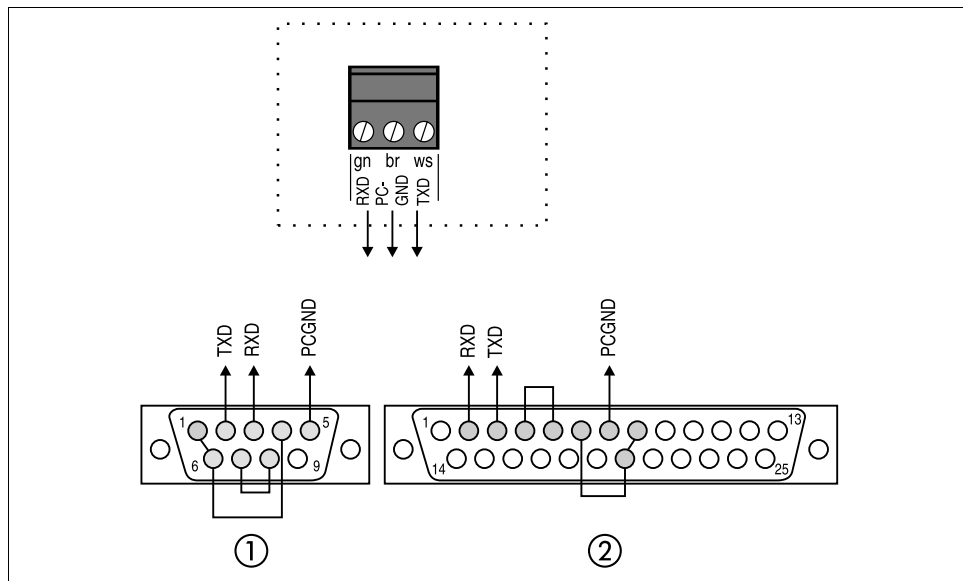 gn br ws
RXD
PC-
GND
TXD
TXD
RXD
PCGND
RXD
TXD
PCGND
1
5
6
9
1
13
14
25
1
2